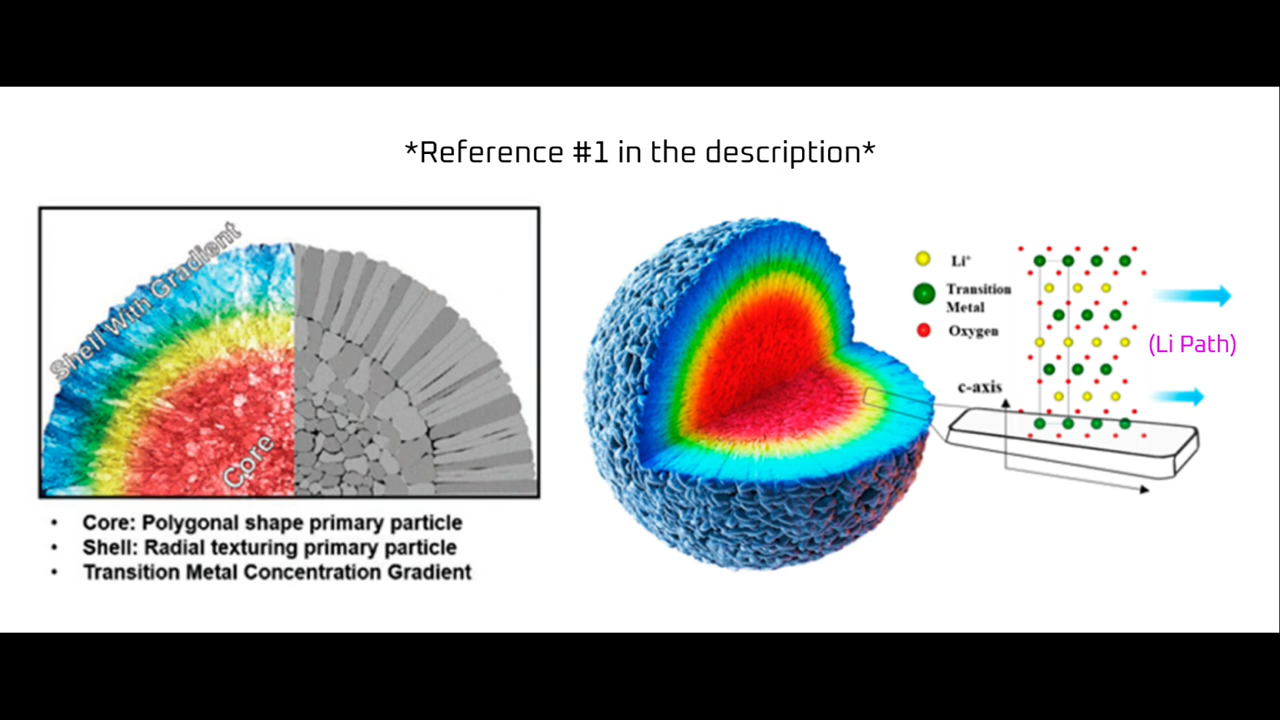 *Reference #1 in the description*
Shell With Gradient
Core
• Core: Polygonal shape primary particle
• Shell: Radial texturing primary particle
• Transition Metal Concentration Gradient
Li⁺
Transition
Metal
Oxygen
(Li Path)
c-axis